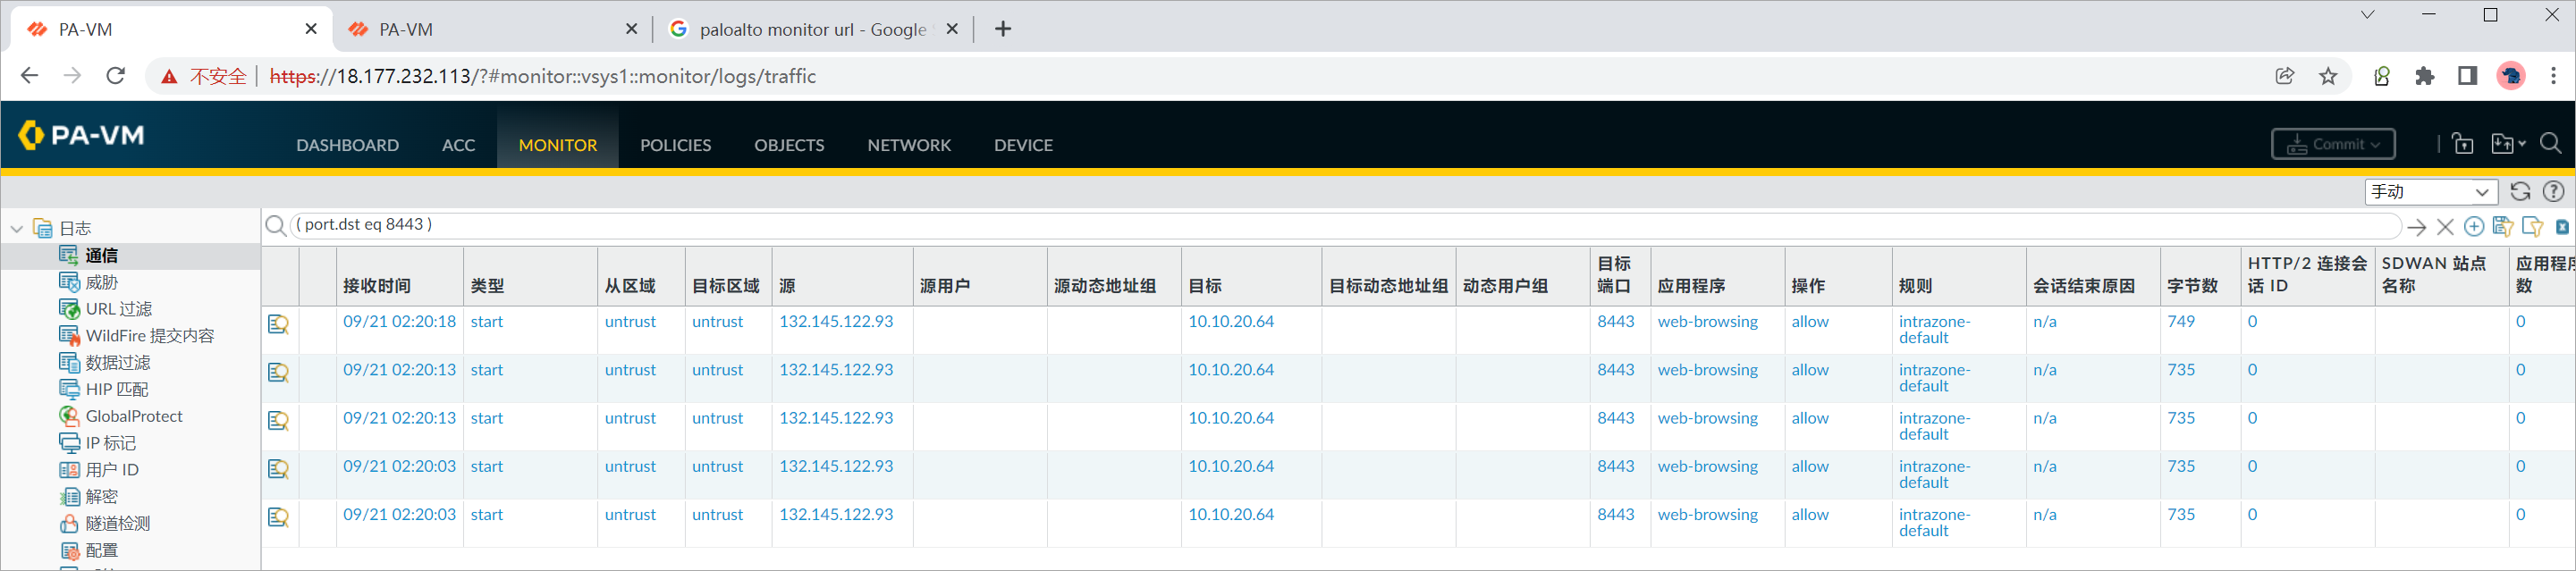 PA-VM
PA-VM
paloalto monitor url - Google
不安全 https://18.177.232.113/?#monitor::vsys1::monitor/logs/traffic
PA-VM DASHBOARD ACC MONITOR POLICIES OBJECTS NETWORK DEVICE Commit
手动
日志
通信
威胁
URL 过滤
WildFire 提交内容
数据过滤
HIP 匹配
GlobalProtect
IP 标记
用户 ID
解密
隧道检测
配置
( port.dst eq 8443 )
接收时间 类型 从区域 目标区域 源 源用户 源动态地址组 目标 目标动态地址组 动态用户组 目标端口 应用程序 操作 规则 会话结束原因 字节数 HTTP/2 连接会话 ID SDWAN 站点名称 应用程序数
09/21 02:20:18 start untrust untrust 132.145.122.93 10.10.20.64 8443 web-browsing allow intrazone-default n/a 749 0 0
09/21 02:20:13 start untrust untrust 132.145.122.93 10.10.20.64 8443 web-browsing allow intrazone-default n/a 735 0 0
09/21 02:20:13 start untrust untrust 132.145.122.93 10.10.20.64 8443 web-browsing allow intrazone-default n/a 735 0 0
09/21 02:20:03 start untrust untrust 132.145.122.93 10.10.20.64 8443 web-browsing allow intrazone-default n/a 735 0 0
09/21 02:20:03 start untrust untrust 132.145.122.93 10.10.20.64 8443 web-browsing allow intrazone-default n/a 735 0 0